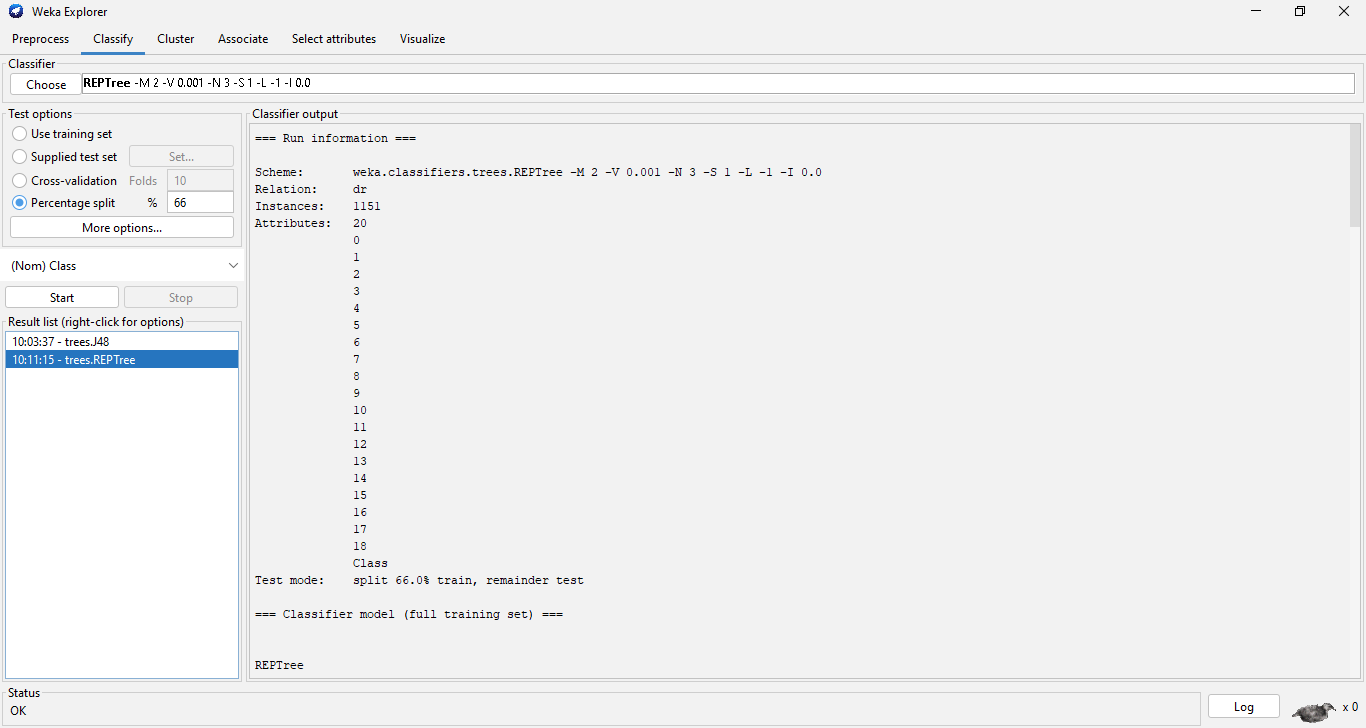 Weka Explorer
Preprocess Classify Cluster Associate Select attributes Visualize
Classifier
Choose REPTree -M 2 -V 0.001 -N 3 -S 1 -L -1 -I 0.0
Test options
Use training set
Supplied test set Set...
Cross-validation Folds 10
Percentage split % 66
More options...
(Nom) Class
Start Stop
Result list (right-click for options)
10:03:37 - trees.J48
10:11:15 - trees.REPTree
Classifier output
=== Run information ===
Scheme: weka.classifiers.trees.REPTree -M 2 -V 0.001 -N 3 -S 1 -L -1 -I 0.0
Relation: dr
Instances: 1151
Attributes: 20
0
1
2
3
4
5
6
7
8
9
10
11
12
13
14
15
16
17
18
Class
Test mode: split 66.0% train, remainder test
=== Classifier model (full training set) ===
REPTree
Status
OK
Log x 0